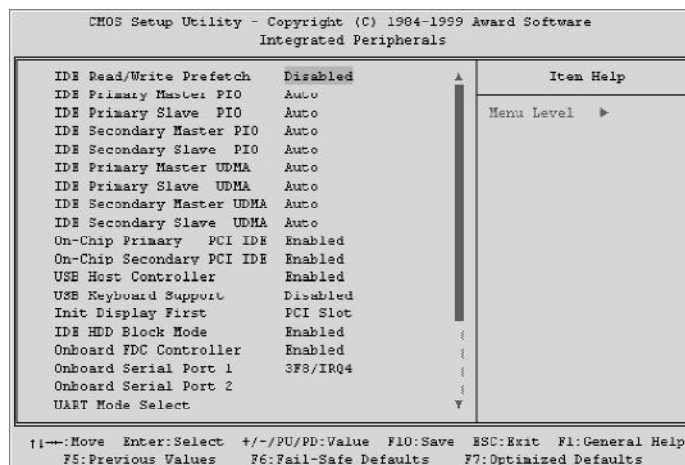 CMOS Setup Utility - Copyright (C) 1984-1999 Award Software
Integrated Peripherals
IDE Read/Write Prefetch Disabled
Item Help
IDE Primary Master PIO Auto
IDE Primary Slave PIO Auto
Menu Level ▶
IDE Secondary Master PIO Auto
IDE Secondary Slave PIO Auto
IDE Primary Master UDMA Auto
IDE Primary Slave UDMA Auto
IDE Secondary Master UDMA Auto
IDE Secondary Slave UDMA Auto
On-Chip Primary PCI IDE Enabled
On-Chip Secondary PCI IDE Enabled
USB Host Controller Enabled
USB Keyboard Support Disabled
Init Display First PCI Slot
IDE HDD Block Mode Enabled
Onboard FDC Controller Enabled
Onboard Serial Port 1 3F8/IRQ4
Onboard Serial Port 2
UART Mode Select
↑↓→←:Move Enter:Select +/-/PU/PD:Value F10:Save ESC:Exit F1:General Help
F5:Previous Values F6:Fail-Safe Defaults F7:Optimized Defaults